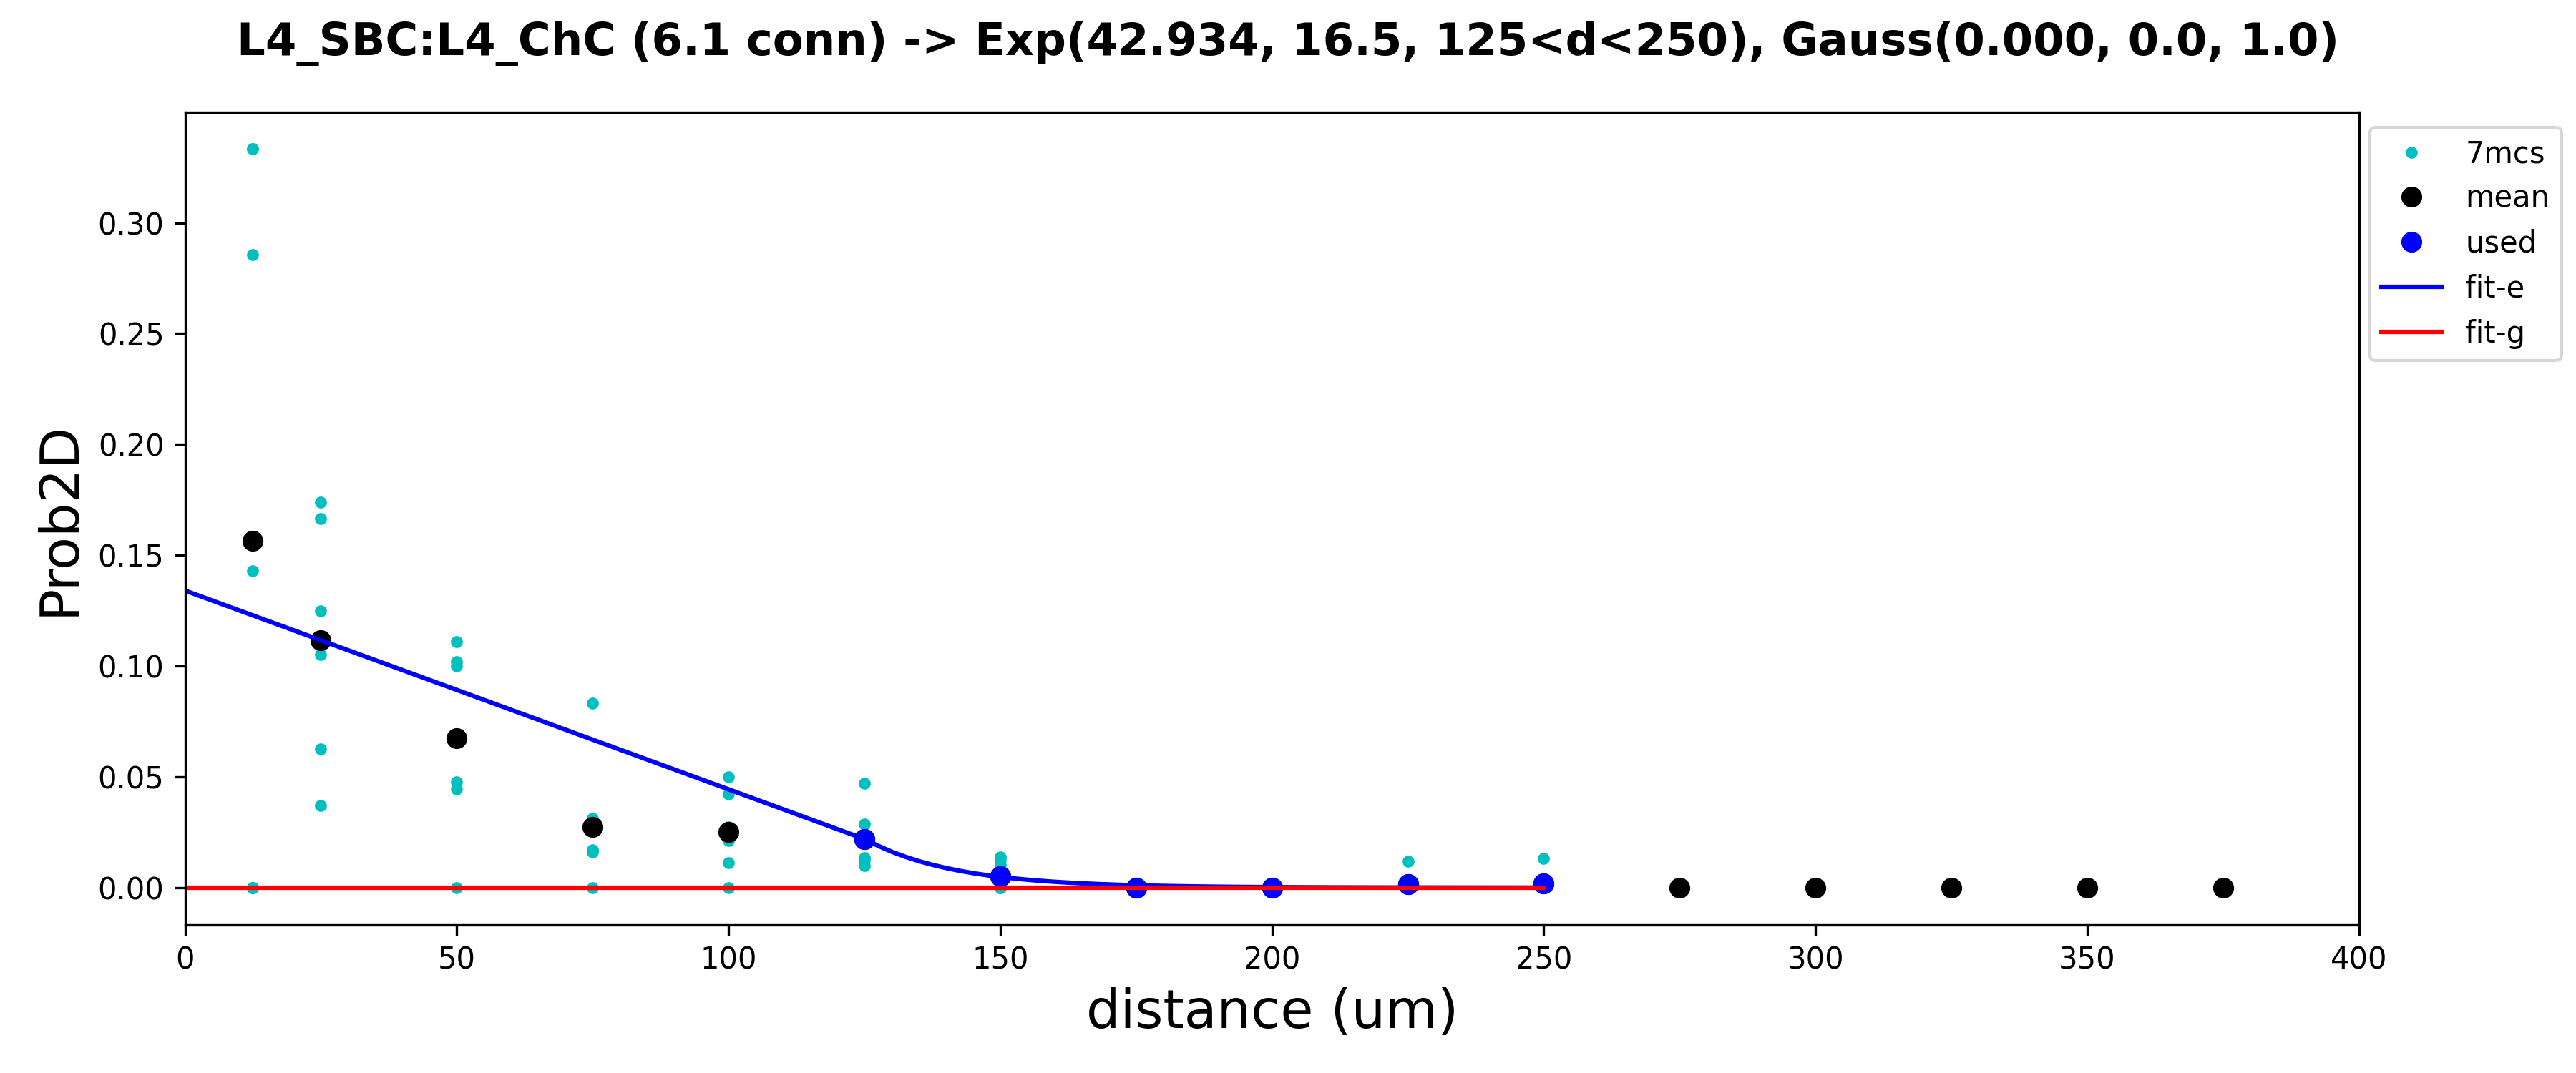 L4_SBC:L4_ChC (6.1 conn) -> Exp(42.934, 16.5, 125<d<250), Gauss(0.000, 0.0, 1.0)
7mcs
mean
used
fit-e
fit-g
Prob2D
0.30
0.25
0.20
0.15
0.10
0.05
0.00
0 50 100 150 200 250 300 350 400
distance (um)